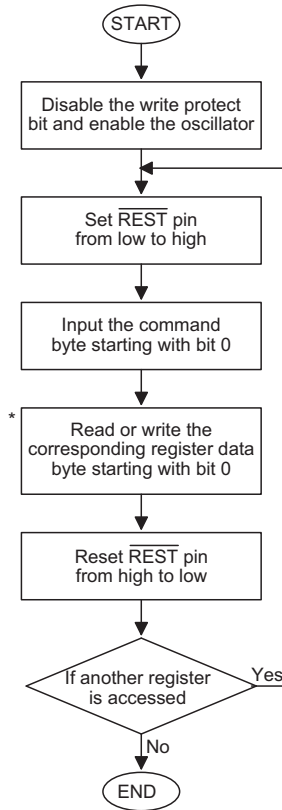 START
Disable the write protect
bit and enable the oscillator
Set REST pin
from low to high
Input the command
byte starting with bit 0
*
Read or write the
corresponding register data
byte starting with bit 0
Reset REST pin
from high to low
If another register
is accessed
Yes
No
END